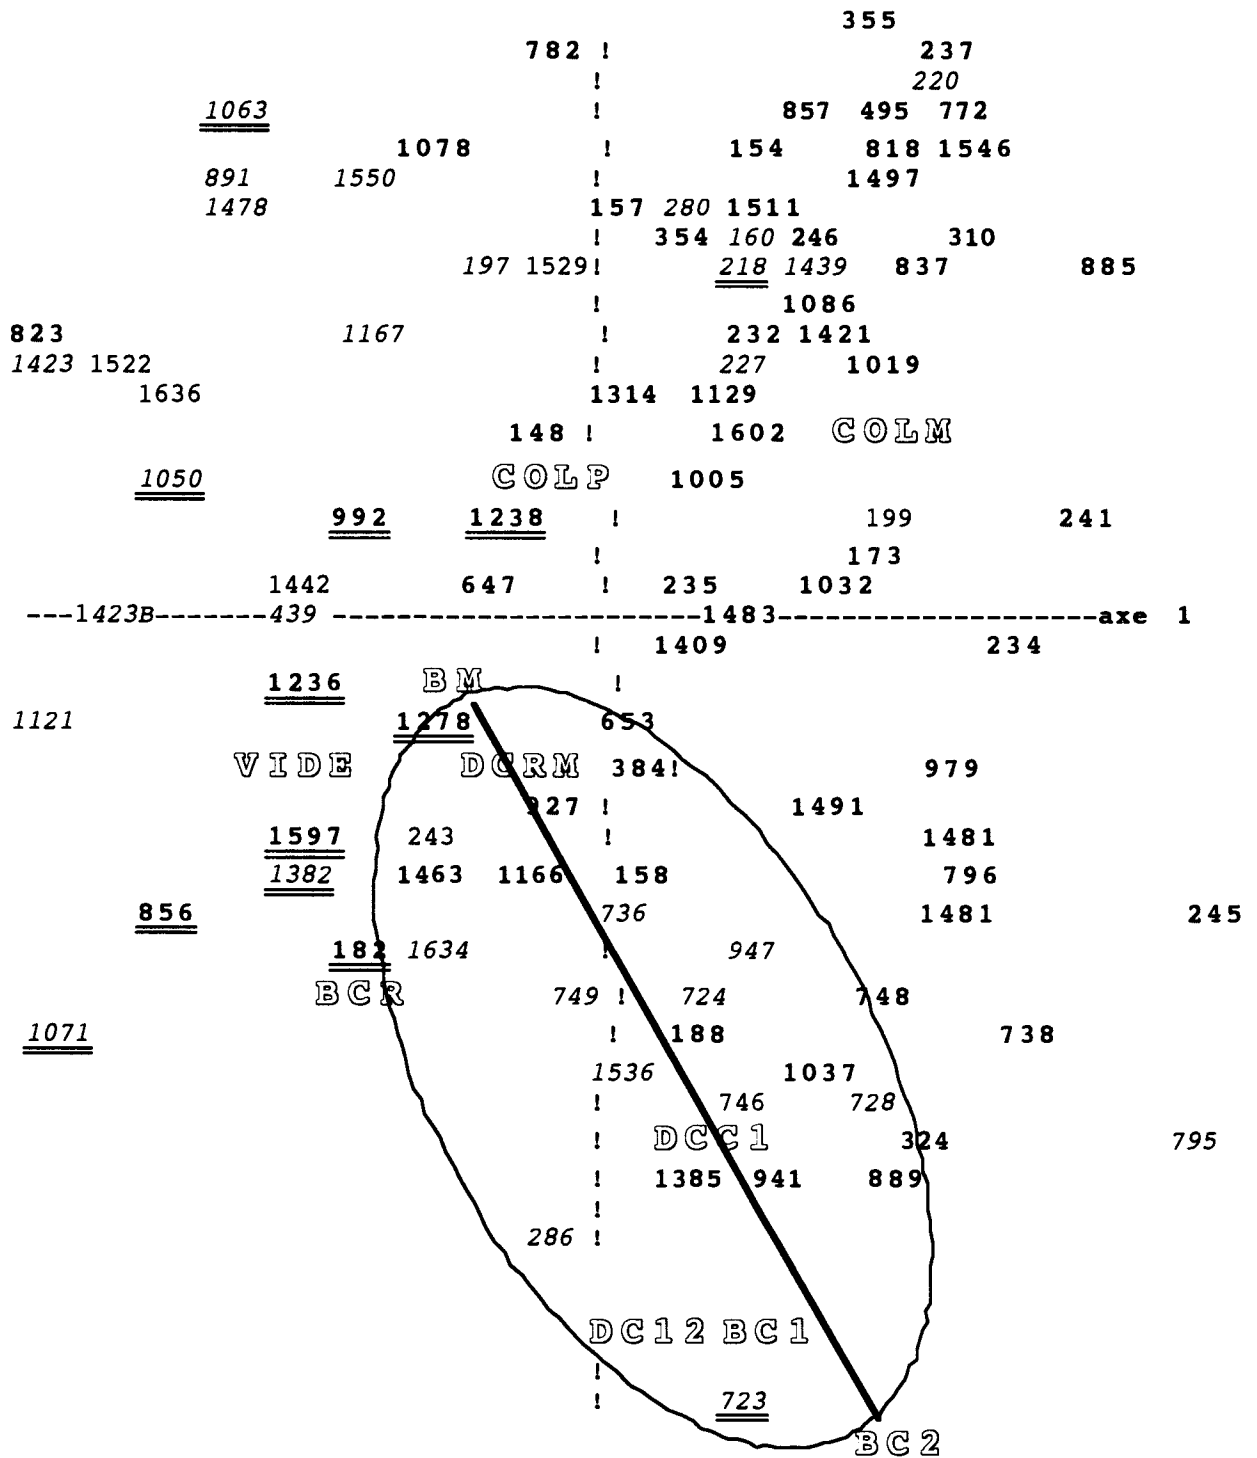 355
782 ! 237
! 220
1063 ! 857 495 772
1078 ! 154 818 1546
891 1550 ! 1497
1478 157 280 1511
! 354 160 246 310
197 1529! 218 1439 837 885
! 1086
823 1167 ! 232 1421
1423 1522 ! 227 1019
1636 1314 1129
148 ! 1602 COLM
1050 COLP 1005
992 1238 ! 199 241
! 173
1442 647 ! 235 1032
---1423B-------439 -----------------------1483--------------------axe 1
! 1409 234
1236 BM !
1121 1278 653
VIDE DCRM 384! 979
927 ! 1491
1597 243 ! 1481
1382 1463 1166 158 796
856 736 1481 245
182 1634 ! 947
BCR 749 ! 724 748
1071 ! 188 738
1536 1037
! 746 728
! DCC1 324 795
! 1385 941 889
!
286 !
DC12 BC1
!
! 723
BC2